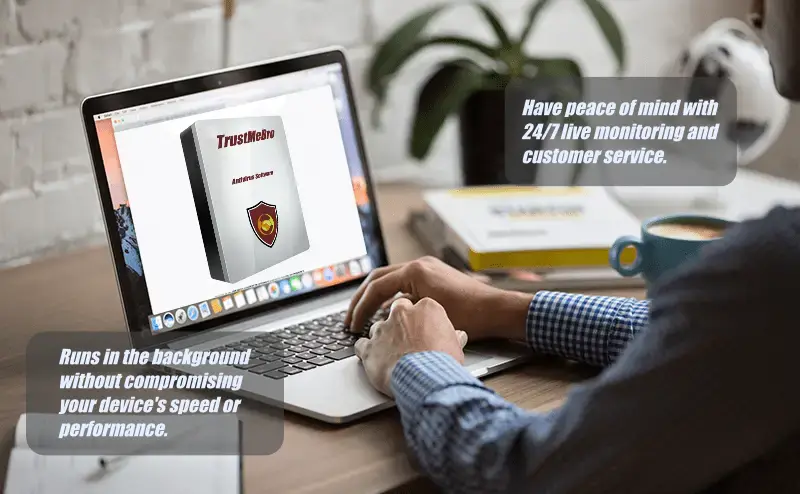 TrustMeBro
Antivirus Software
Have peace of mind with
24/7 live monitoring and
customer service.
Runs in the background
without compromising
your device's speed or
performance.